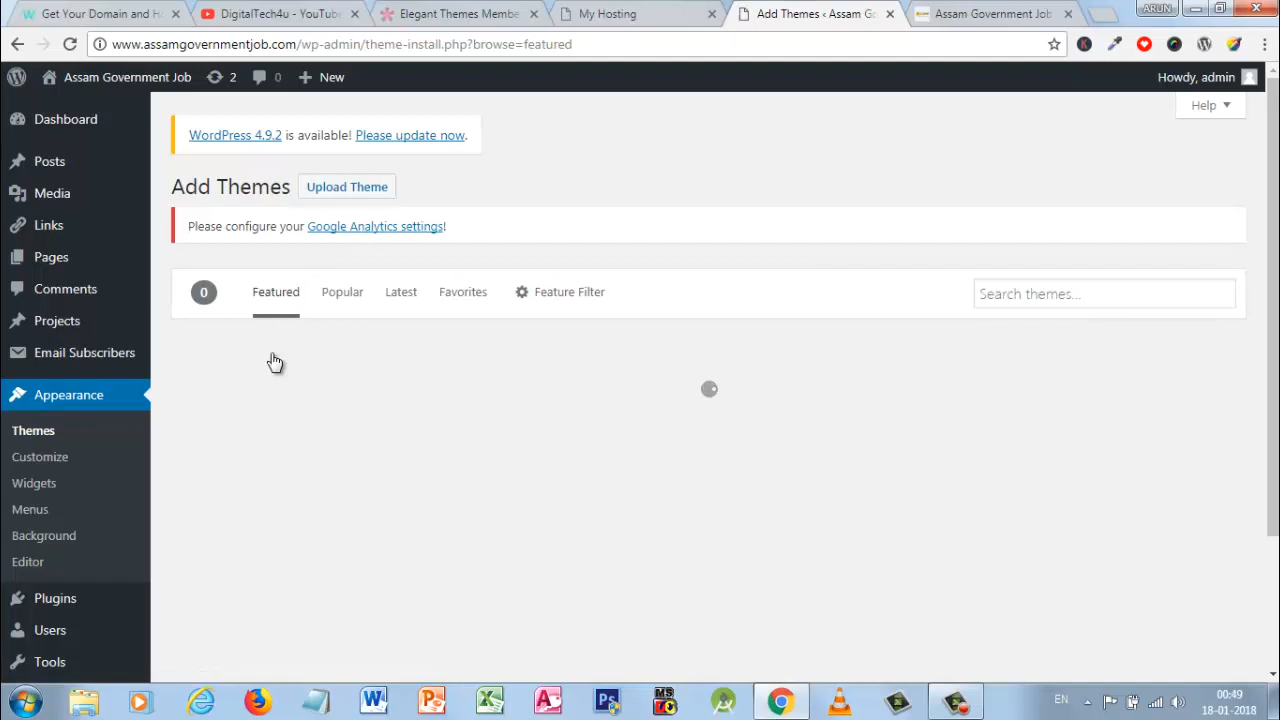 Get Your Domain and H
DigitalTech4u - YouTube
Elegant Themes Membe
My Hosting
Add Themes ‹ Assam Go
Assam Government Job
ARUN
www.assamgovernmentjob.com/wp-admin/theme-install.php?browse=featured
Assam Government Job
2
0
New
Howdy, admin
Help
Dashboard
Posts
Media
Links
Pages
Comments
Projects
Email Subscribers
Appearance
Themes
Customize
Widgets
Menus
Background
Editor
Plugins
Users
Tools
WordPress 4.9.2 is available! Please update now.
Add Themes
Upload Theme
Please configure your Google Analytics settings!
0
Featured
Popular
Latest
Favorites
Feature Filter
Search themes...
EN
00:49
18-01-2018